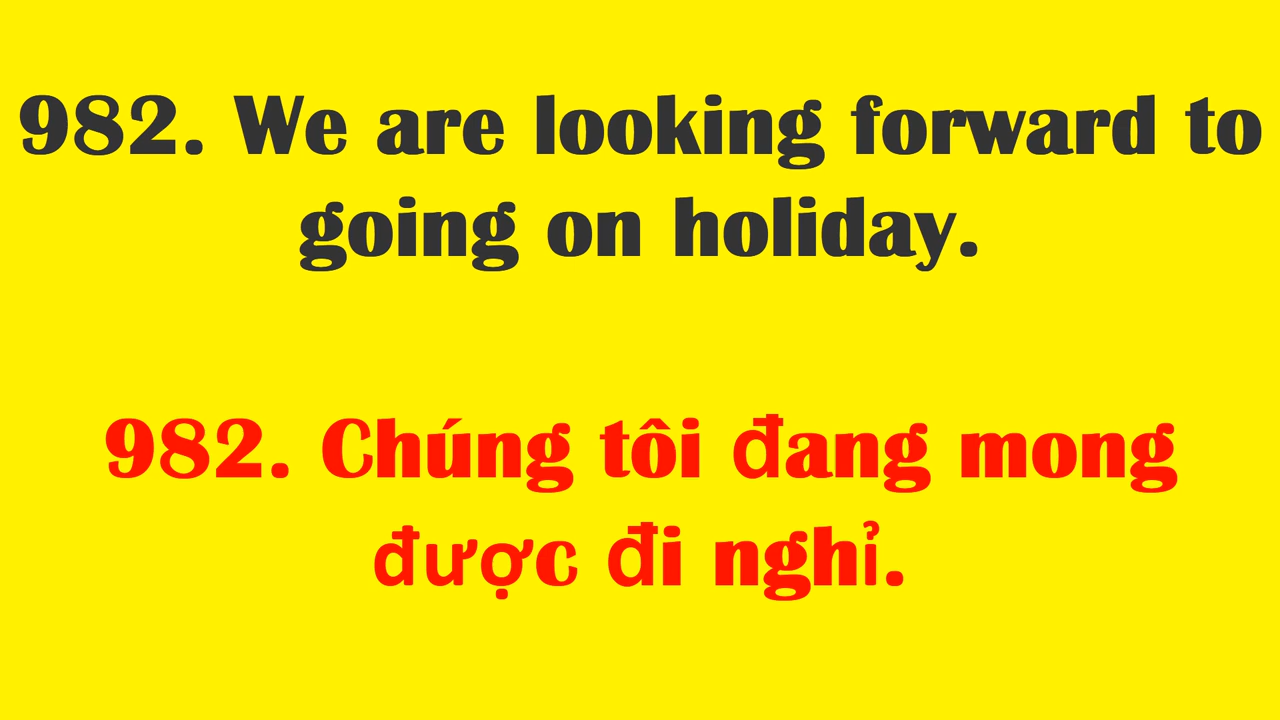 982. We are looking forward to
going on holiday.
982. Chúng tôi đang mong
được đi nghỉ.